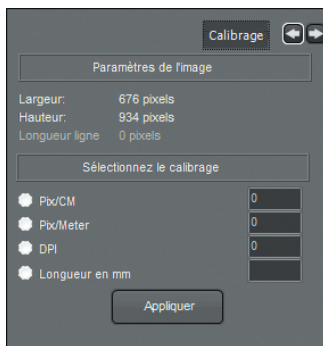 Calibrage
Paramètres de l'image
Largeur: 676 pixels
Hauteur: 934 pixels
Longueur ligne 0 pixels
Sélectionnez le calibrage
Pix/CM 0
Pix/Meter 0
DPI 0
Longueur en mm
Appliquer